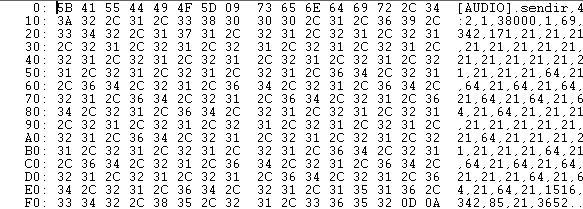 0: 5B 41 55 44 49 4F 5D 09 73 65 6E 64 69 72 2C 34 [AUDIO].sendir,4
10: 3A 32 2C 31 2C 33 38 30 30 30 2C 31 2C 36 39 2C :2,1,38000,1,69,
20: 33 34 32 2C 31 37 31 2C 32 31 2C 32 31 2C 32 31 342,171,21,21,21
30: 2C 32 31 2C 32 31 2C 32 31 2C 32 31 2C 32 31 2C ,21,21,21,21,21,
40: 32 31 2C 32 31 2C 32 31 2C 32 31 2C 32 31 2C 32 21,21,21,21,21,2
50: 31 2C 32 31 2C 32 31 2C 32 31 2C 36 34 2C 32 31 1,21,21,21,64,21
60: 2C 36 34 2C 32 31 2C 36 34 2C 32 31 2C 36 34 2C ,64,21,64,21,64,
70: 32 31 2C 36 34 2C 32 31 2C 36 34 2C 32 31 2C 36 21,64,21,64,21,6
80: 34 2C 32 31 2C 36 34 2C 32 31 2C 32 31 2C 32 31 4,21,64,21,21,21
90: 2C 32 31 2C 32 31 2C 32 31 2C 32 31 2C 32 31 2C ,21,21,21,21,21,
A0: 32 31 2C 36 34 2C 32 31 2C 32 31 2C 32 31 2C 32 21,64,21,21,21,2
B0: 31 2C 32 31 2C 32 31 2C 32 31 2C 36 34 2C 32 31 1,21,21,21,64,21
C0: 2C 36 34 2C 32 31 2C 36 34 2C 32 31 2C 36 34 2C ,64,21,64,21,64,
D0: 32 31 2C 36 34 2C 32 31 2C 36 34 2C 32 31 2C 36 21,64,21,64,21,6
E0: 34 2C 32 31 2C 36 34 2C 32 31 2C 31 35 31 36 2C 4,21,64,21,1516,
F0: 33 34 32 2C 38 35 2C 32 31 2C 33 36 35 32 0D 0A 342,85,21,3652..